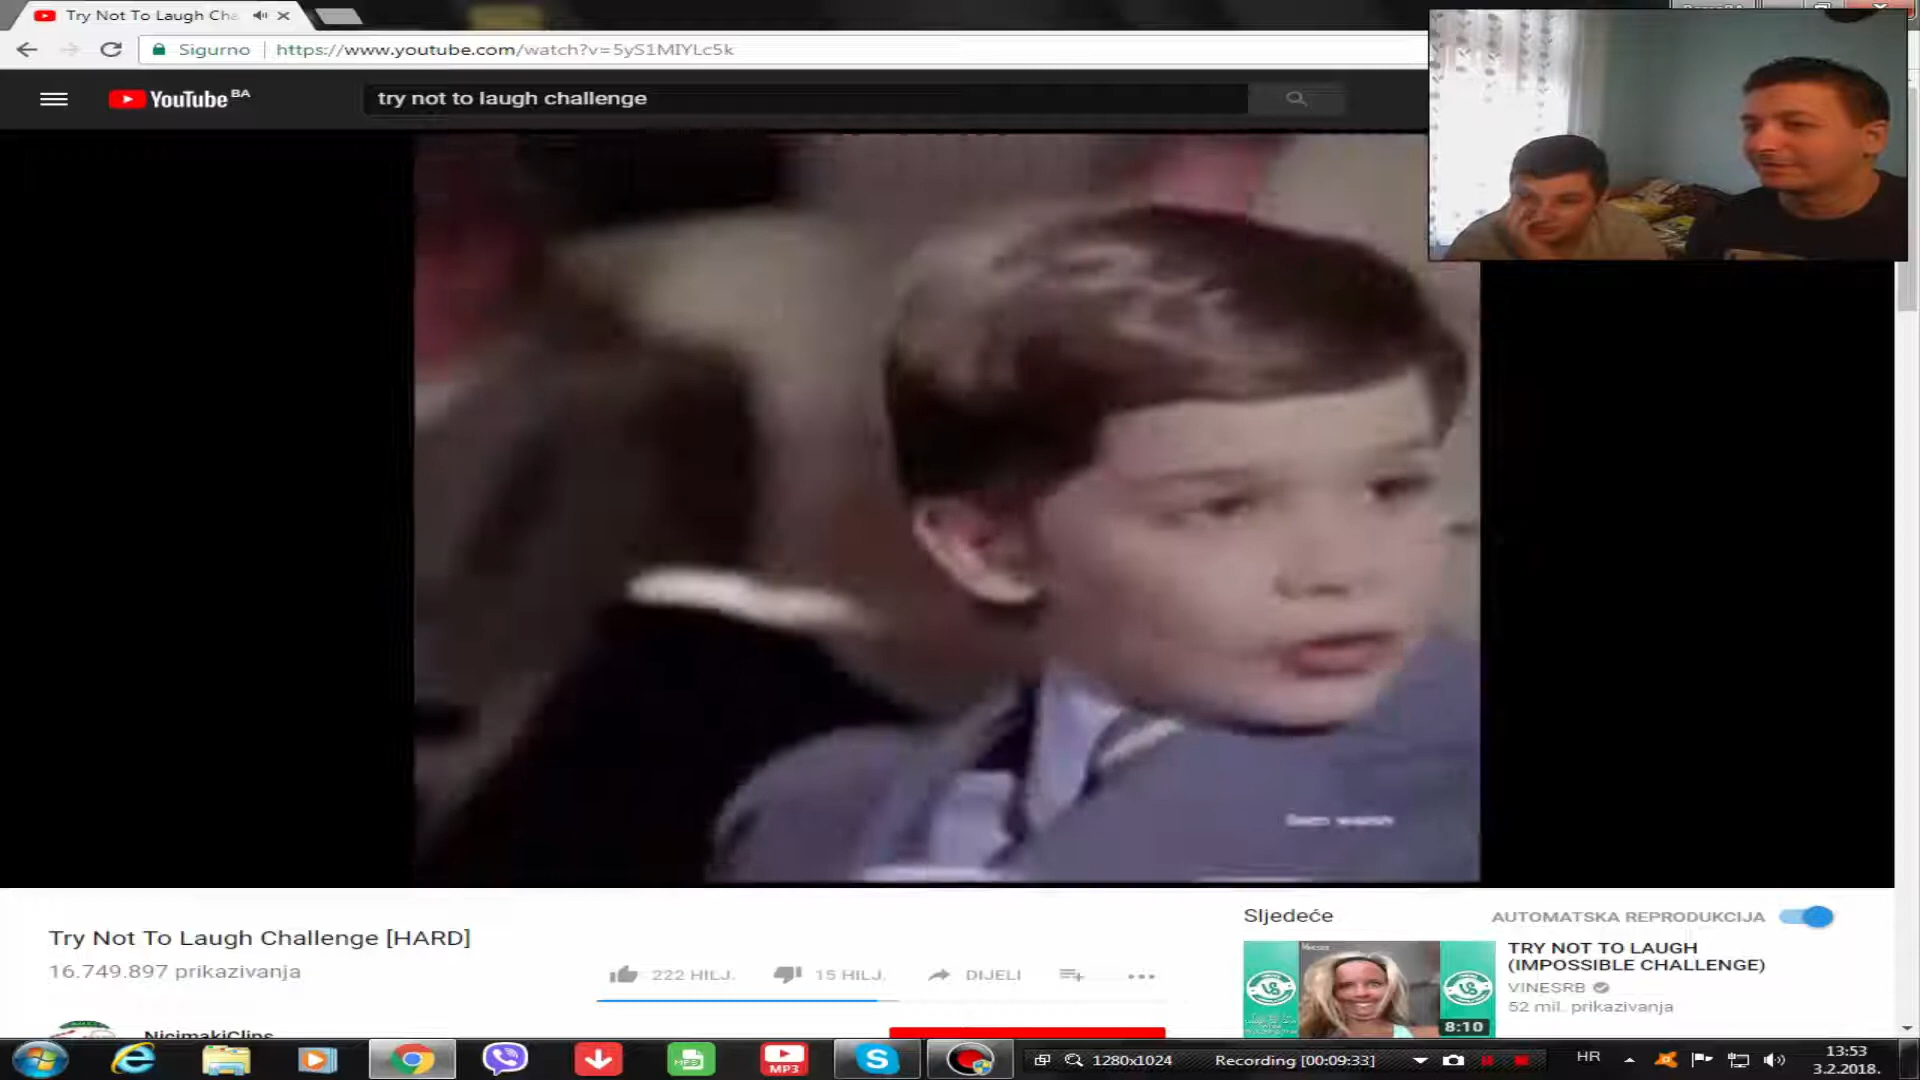 Try Not To Laugh Cha
Sigurno
https://www.youtube.com/watch?v=5yS1MIYLc5k
YouTube BA
try not to laugh challenge
Try Not To Laugh Challenge [HARD]
16.749.897 prikazivanja
222 HILJ.
15 HILJ.
DIJELI
NicimakiClips
Sljedeće
AUTOMATSKA REPRODUKCIJA
TRY NOT TO LAUGH
(IMPOSSIBLE CHALLENGE)
VINESRB
52 mil. prikazivanja
8:10
MP3
1280x1024
Recording [00:09:33]
HR
13:53
3.2.2018.